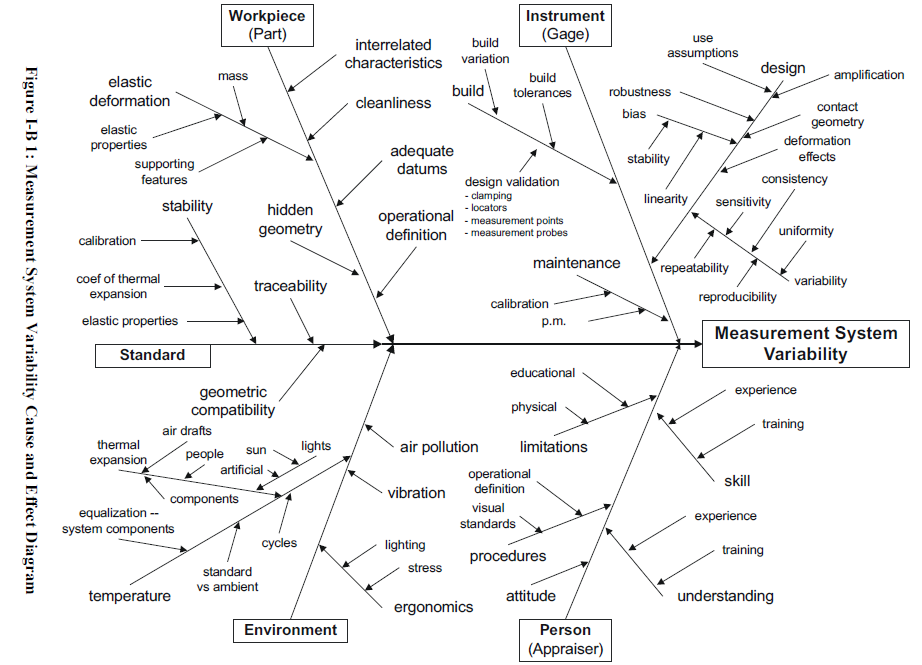 Figure I-B 1: Measurement System Variability Cause and Effect Diagram
Workpiece
(Part)
interrelated
characteristics
cleanliness
adequate
datums
operational
definition
mass
elastic
deformation
elastic
properties
supporting
features
hidden
geometry
stability
calibration
coef of thermal
expansion
elastic properties
traceability
Standard
geometric
compatibility
Instrument
(Gage)
build
variation
build
build
tolerances
design validation
- clamping
- locators
- measurement points
- measurement probes
maintenance
calibration
p.m.
use
assumptions
design
amplification
robustness
bias
contact
geometry
stability
deformation
effects
linearity
consistency
sensitivity
uniformity
repeatability
reproducibility
variability
Measurement System
Variability
air drafts
thermal
expansion
people
sun
lights
artificial
components
equalization --
system components
cycles
standard
vs ambient
temperature
air pollution
vibration
lighting
stress
ergonomics
Environment
educational
physical
limitations
operational
definition
visual
standards
procedures
attitude
experience
training
skill
experience
training
understanding
Person
(Appraiser)